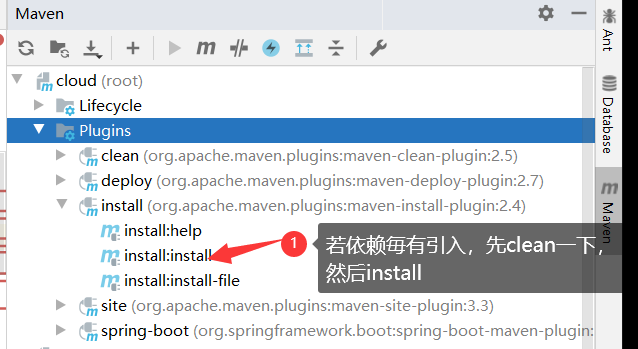 Maven
cloud (root)
Lifecycle
Plugins
clean (org.apache.maven.plugins:maven-clean-plugin:2.5)
deploy (org.apache.maven.plugins:maven-deploy-plugin:2.7)
install (org.apache.maven.plugins:maven-install-plugin:2.4)
install:help
install:install
install:install-file
site (org.apache.maven.plugins:maven-site-plugin:3.3)
spring-boot (org.springframework.boot:spring-boot-maven-plugin:
1
若依赖每有引入，先clean一下，
然后install
Ant
Database
Maven